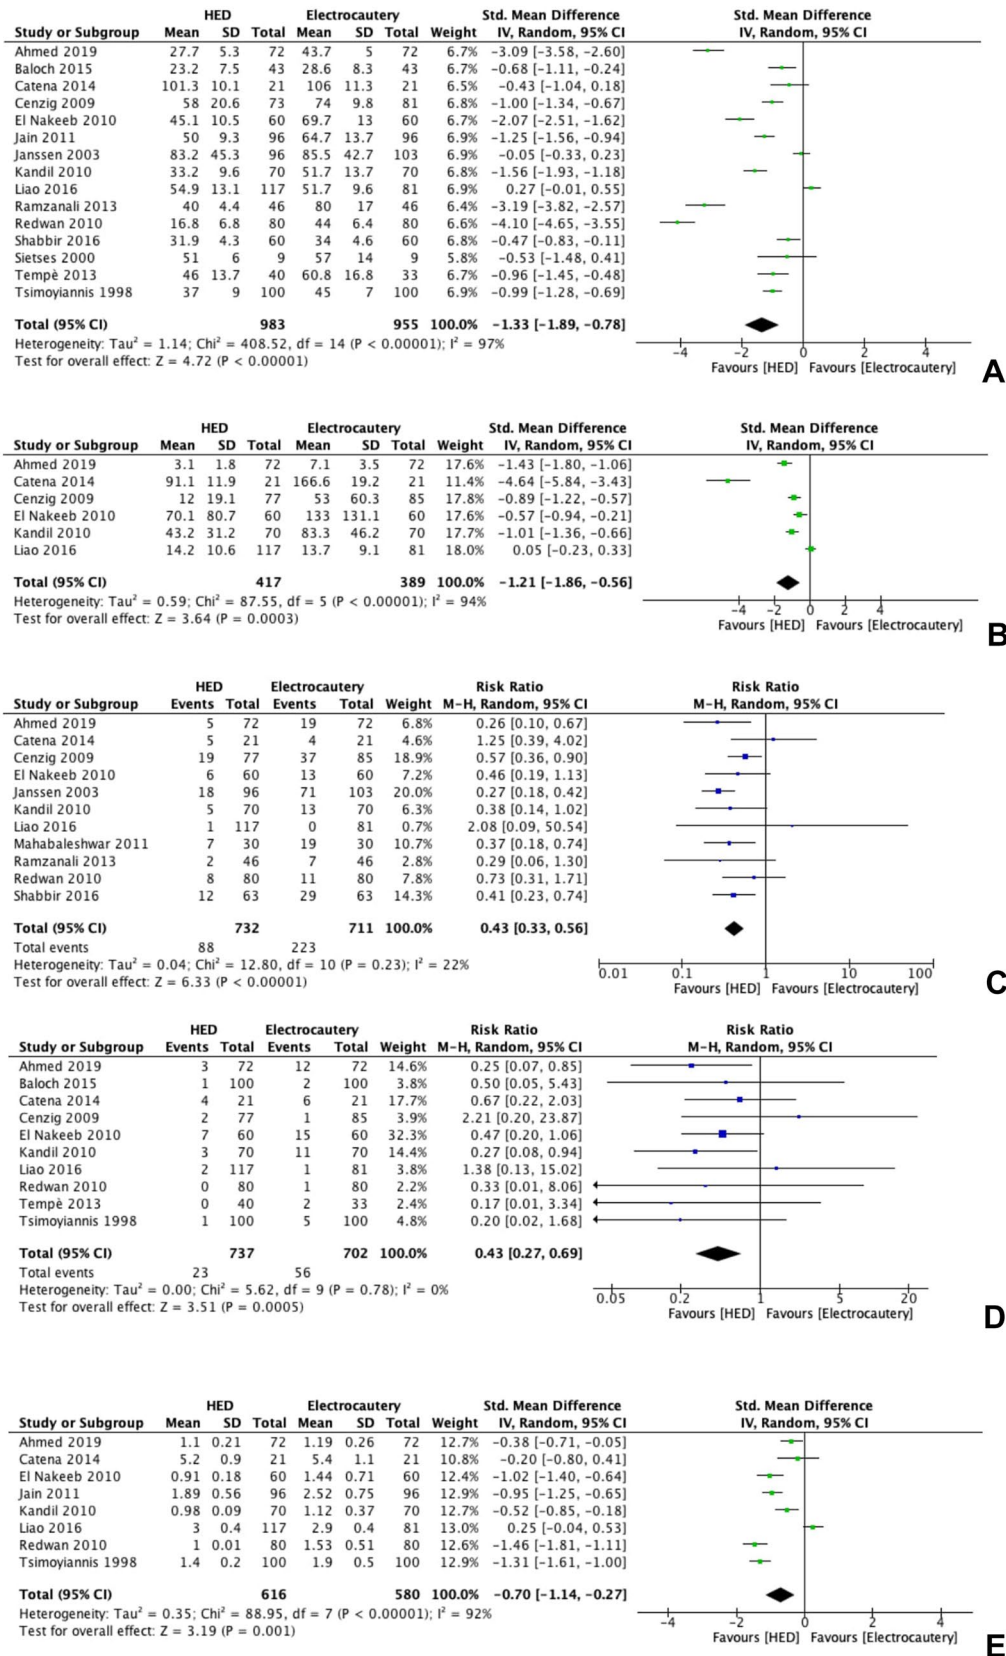 HED Electrocautery Std. Mean Difference Std. Mean Difference
Study or Subgroup Mean SD Total Mean SD Total Weight IV, Random, 95% CI IV, Random, 95% CI
Ahmed 2019 27.7 5.3 72 43.7 5 72 6.7% −3.09 [−3.58, −2.60]
Baloch 2015 23.2 7.5 43 28.6 8.3 43 6.7% −0.68 [−1.11, −0.24]
Catena 2014 101.3 10.1 21 106 11.3 21 6.5% −0.43 [−1.04, 0.18]
Cenzig 2009 58 20.6 73 74 9.8 81 6.8% −1.00 [−1.34, −0.67]
El Nakeeb 2010 45.1 10.5 60 69.7 13 60 6.7% −2.07 [−2.51, −1.62]
Jain 2011 50 9.3 96 64.7 13.7 96 6.9% −1.25 [−1.56, −0.94]
Janssen 2003 83.2 45.3 96 85.5 42.7 103 6.9% −0.05 [−0.33, 0.23]
Kandil 2010 33.2 9.6 70 51.7 13.7 70 6.8% −1.56 [−1.93, −1.18]
Liao 2016 54.9 13.1 117 51.7 9.6 81 6.9% 0.27 [−0.01, 0.55]
Ramzanali 2013 40 4.4 46 80 17 46 6.4% −3.19 [−3.82, −2.57]
Redwan 2010 16.8 6.8 80 44 6.4 80 6.6% −4.10 [−4.65, −3.55]
Shabbir 2016 31.9 4.3 60 34 4.6 60 6.8% −0.47 [−0.83, −0.11]
Sietses 2000 51 6 9 57 14 9 5.9% −0.53 [−1.48, 0.41]
Tempè 2013 46 13.7 40 60.8 16.8 33 6.7% −0.96 [−1.45, −0.48]
Tsimoyiannis 1998 37 9 100 45 7 100 6.9% −0.99 [−1.28, −0.69]
Total (95% CI) 983 955 100.0% −1.33 [−1.89, −0.78]
Heterogeneity: Tau² = 1.14; Chi² = 408.52, df = 14 (P < 0.00001); I² = 97%
Test for overall effect: Z = 4.72 (P < 0.00001)
−4 −2 0 2 4
Favours [HED] Favours [Electrocautery]
A
HED Electrocautery Std. Mean Difference Std. Mean Difference
Study or Subgroup Mean SD Total Mean SD Total Weight IV, Random, 95% CI IV, Random, 95% CI
Ahmed 2019 3.1 1.8 72 7.1 3.5 72 17.6% −1.43 [−1.80, −1.06]
Catena 2014 91.1 11.9 21 166.6 19.2 21 11.4% −4.64 [−5.84, −3.43]
Cenzig 2009 12 19.1 77 53 60.3 85 17.8% −0.89 [−1.22, −0.57]
El Nakeeb 2010 70.1 80.7 60 133 131.1 60 17.6% −0.57 [−0.94, −0.21]
Kandil 2010 43.2 31.2 70 83.3 46.2 70 17.7% −1.01 [−1.36, −0.66]
Liao 2016 14.2 10.6 117 13.7 9.1 81 18.0% 0.05 [−0.23, 0.33]
Total (95% CI) 417 389 100.0% −1.21 [−1.86, −0.56]
Heterogeneity: Tau² = 0.59; Chi² = 87.55, df = 5 (P < 0.00001); I² = 94%
Test for overall effect: Z = 3.64 (P = 0.0003)
−4 −2 0 2 4
Favours [HED] Favours [Electrocautery]
B
HED Electrocautery Risk Ratio Risk Ratio
Study or Subgroup Events Total Events Total Weight M−H, Random, 95% CI M−H, Random, 95% CI
Ahmed 2019 5 72 19 72 6.8% 0.26 [0.10, 0.67]
Catena 2014 5 21 4 21 4.6% 1.25 [0.39, 4.02]
Cenzig 2009 19 77 37 85 18.9% 0.57 [0.36, 0.90]
El Nakeeb 2010 6 60 13 60 7.2% 0.46 [0.19, 1.13]
Janssen 2003 18 96 71 103 20.0% 0.27 [0.18, 0.42]
Kandil 2010 5 70 13 70 6.3% 0.38 [0.14, 1.02]
Liao 2016 1 117 0 81 0.7% 2.08 [0.09, 50.54]
Mahabaleshwar 2011 7 30 19 30 10.7% 0.37 [0.18, 0.74]
Ramzanali 2013 2 46 7 46 2.8% 0.29 [0.06, 1.30]
Redwan 2010 8 80 11 80 7.8% 0.73 [0.31, 1.71]
Shabbir 2016 12 63 29 63 14.3% 0.41 [0.23, 0.74]
Total (95% CI) 732 711 100.0% 0.43 [0.33, 0.56]
Total events 88 223
Heterogeneity: Tau² = 0.04; Chi² = 12.80, df = 10 (P = 0.23); I² = 22%
Test for overall effect: Z = 6.33 (P < 0.00001)
0.01 0.1 1 10 100
Favours [HED] Favours [Electrocautery]
C
HED Electrocautery Risk Ratio Risk Ratio
Study or Subgroup Events Total Events Total Weight M−H, Random, 95% CI M−H, Random, 95% CI
Ahmed 2019 3 72 12 72 14.6% 0.25 [0.07, 0.85]
Baloch 2015 1 100 2 100 3.8% 0.50 [0.05, 5.43]
Catena 2014 4 21 6 21 17.7% 0.67 [0.22, 2.03]
Cenzig 2009 2 77 1 85 3.9% 2.21 [0.20, 23.87]
El Nakeeb 2010 7 60 15 60 32.3% 0.47 [0.20, 1.06]
Kandil 2010 3 70 11 70 14.4% 0.27 [0.08, 0.94]
Liao 2016 2 117 1 81 3.8% 1.38 [0.13, 15.02]
Redwan 2010 0 80 1 80 2.2% 0.33 [0.01, 8.06]
Tempè 2013 0 40 2 33 2.4% 0.17 [0.01, 3.34]
Tsimoyiannis 1998 1 100 5 100 4.8% 0.20 [0.02, 1.68]
Total (95% CI) 737 702 100.0% 0.43 [0.27, 0.69]
Total events 23 56
Heterogeneity: Tau² = 0.00; Chi² = 5.62, df = 9 (P = 0.78); I² = 0%
Test for overall effect: Z = 3.51 (P = 0.0005)
0.05 0.2 1 5 20
Favours [HED] Favours [Electrocautery]
D
HED Electrocautery Std. Mean Difference Std. Mean Difference
Study or Subgroup Mean SD Total Mean SD Total Weight IV, Random, 95% CI IV, Random, 95% CI
Ahmed 2019 1.1 0.21 72 1.19 0.26 72 12.7% −0.38 [−0.71, −0.05]
Catena 2014 5.2 0.9 21 5.4 1.1 21 10.8% −0.20 [−0.80, 0.41]
El Nakeeb 2010 0.91 0.18 60 1.44 0.71 60 12.4% −1.02 [−1.40, −0.64]
Jain 2011 1.89 0.56 96 2.52 0.75 96 12.9% −0.95 [−1.25, −0.65]
Kandil 2010 0.98 0.09 70 1.12 0.37 70 12.7% −0.52 [−0.85, −0.18]
Liao 2016 3 0.4 117 2.9 0.4 81 13.0% 0.25 [−0.04, 0.53]
Redwan 2010 1 0.01 80 1.53 0.51 80 12.6% −1.46 [−1.81, −1.11]
Tsimoyiannis 1998 1.4 0.2 100 1.9 0.5 100 12.9% −1.31 [−1.61, −1.00]
Total (95% CI) 616 580 100.0% −0.70 [−1.14, −0.27]
Heterogeneity: Tau² = 0.35; Chi² = 88.95, df = 7 (P < 0.00001); I² = 92%
Test for overall effect: Z = 3.19 (P = 0.001)
−4 −2 0 2 4
Favours [HED] Favours [Electrocautery]
E